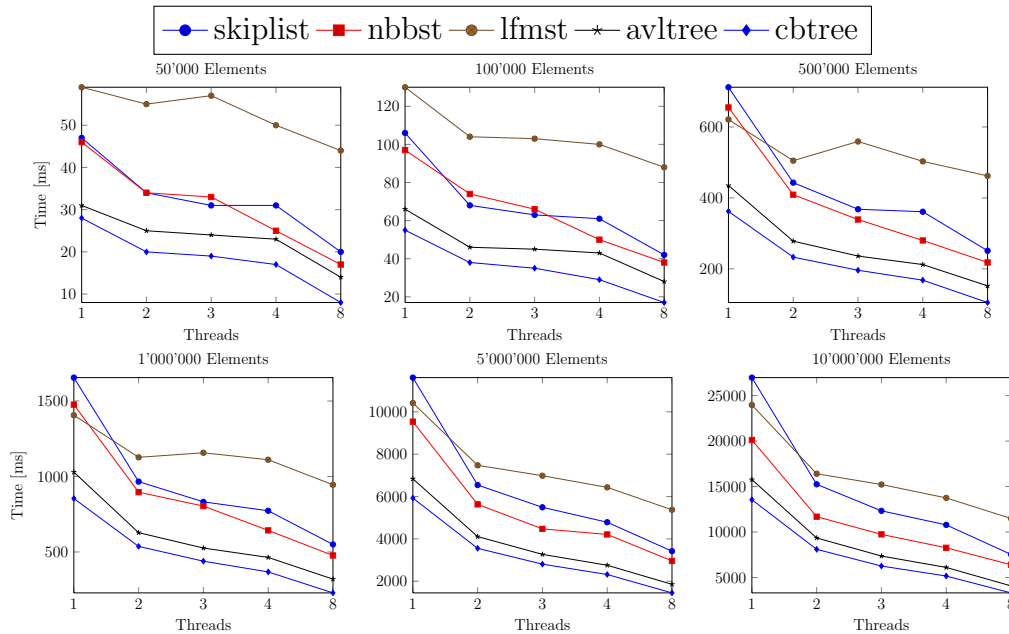 skiplist nbbst lfmst avltree cbtree
50'000 Elements
100'000 Elements
500'000 Elements
Time [ms]
50
40
30
20
10
1 2 3 4 8
Threads
120
100
80
60
40
20
1 2 3 4 8
Threads
600
400
200
1 2 3 4 8
Threads
1'000'000 Elements
5'000'000 Elements
10'000'000 Elements
Time [ms]
1500
1000
500
1 2 3 4 8
Threads
10000
8000
6000
4000
2000
1 2 3 4 8
Threads
25000
20000
15000
10000
5000
1 2 3 4 8
Threads